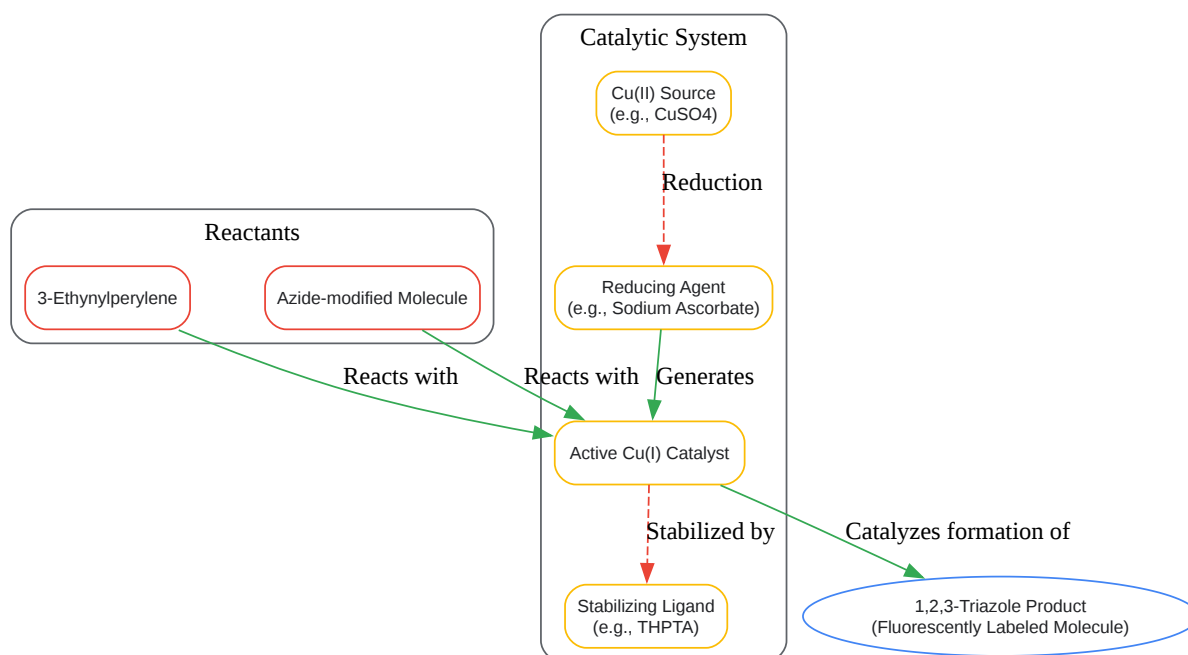 Catalytic System
Cu(II) Source
(e.g., CuSO4)
Reduction
Reactants
3-Ethynylperylene
Azide-modified Molecule
Reducing Agent
(e.g., Sodium Ascorbate)
Reacts with
Reacts with
Generates
Active Cu(I) Catalyst
Stabilized by
Catalyzes formation of
Stabilizing Ligand
(e.g., THPTA)
1,2,3-Triazole Product
(Fluorescently Labeled Molecule)